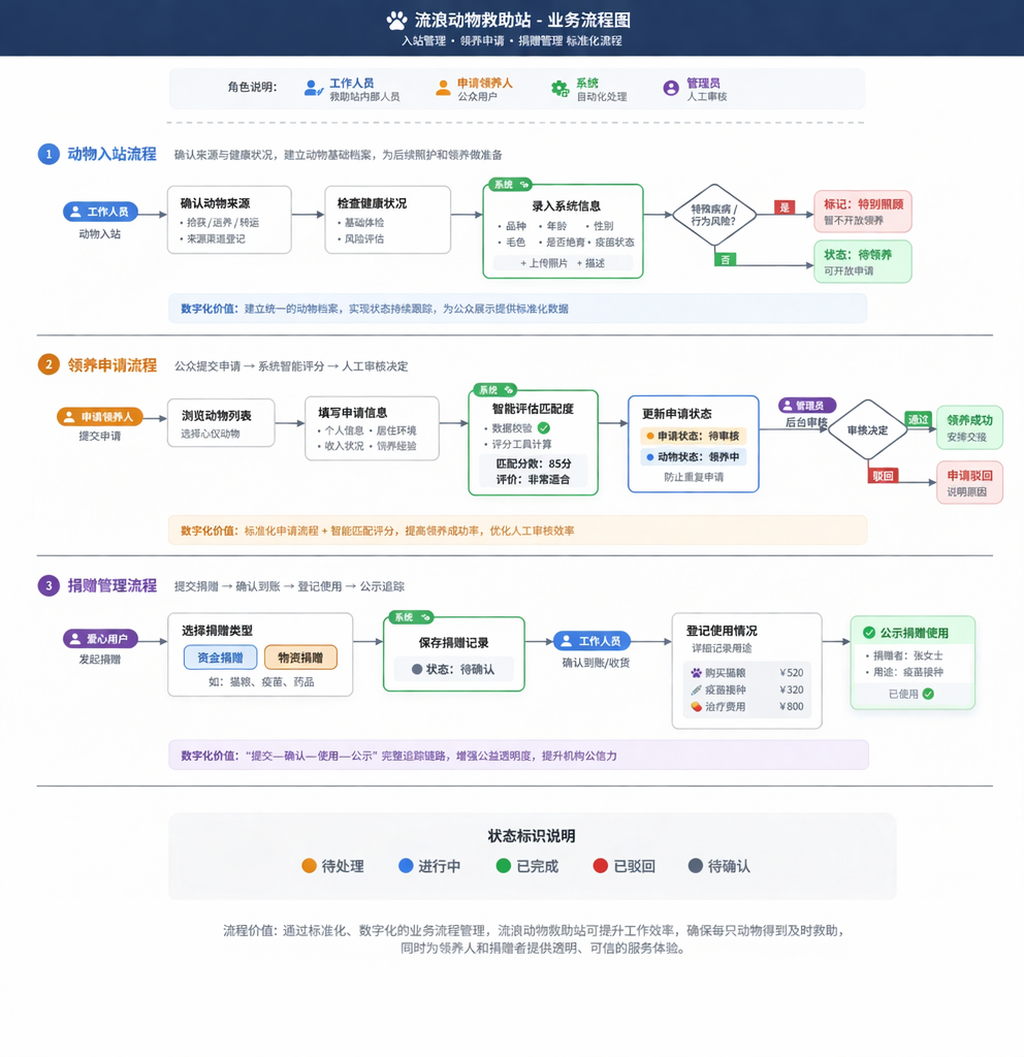 流浪动物救助站 - 业务流程图
入站管理 • 领养申请 • 捐赠管理 标准化流程
角色说明：
工作人员
救助站内部人员
申请领养人
公众用户
系统
自动化处理
管理员
人工审核
1 动物入站流程 确认来源与健康状况，建立动物基础档案，为后续照护和领养做准备
工作人员
动物入站
确认动物来源
• 拾获/运养/转运
• 来源渠道登记
检查健康状况
• 基础体检
• 风险评估
系统
录入系统信息
• 品种 • 年龄 • 性别
• 毛色 • 是否绝育 • 疫苗状态
+ 上传照片 + 描述
特殊疾病 /
行为风险？
是
标记：特别照顾
暂不开放领养
否
状态：待领养
可开放申请
数字化价值：建立统一的动物档案，实现状态持续跟踪，为公众展示提供标准化数据
2 领养申请流程 公众提交申请 → 系统智能评分 → 人工审核决定
申请领养人
提交申请
浏览动物列表
选择心仪动物
填写申请信息
• 个人信息 • 居住环境
• 收入状况 • 饲养经验
系统
智能评估匹配度
• 数据校验
• 评分工具计算
匹配分数：85分
评价：非常适合
更新申请状态
申请状态：待审核
动物状态：领养中
防止重复申请
管理员
后台审核
审核决定
通过
领养成功
安排交接
驳回
申请驳回
说明原因
数字化价值：标准化申请流程 + 智能匹配评分，提高领养成功率，优化人工审核效率
3 捐赠管理流程 提交捐赠 → 确认到账 → 登记使用 → 公示追踪
爱心用户
发起捐赠
选择捐赠类型
资金捐赠 物资捐赠
如：猫粮、疫苗、药品
系统
保存捐赠记录
状态：待确认
工作人员
确认到账/收货
登记使用情况
详细记录用途
购买猫粮 ¥520
疫苗接种 ¥320
治疗费用 ¥800
公示捐赠使用
• 捐赠者：张女士
• 用途：疫苗接种
已使用
数字化价值：“提交—确认—使用—公示” 完整追踪链路，增强公益透明度，提升机构公信力
状态标识说明
待处理 进行中 已完成 已驳回 待确认
流程价值：通过标准化、数字化的业务流程管理，流浪动物救助站可提升工作效率，确保每只动物得到及时救助，
同时为领养人和捐赠者提供透明、可信的服务体验。